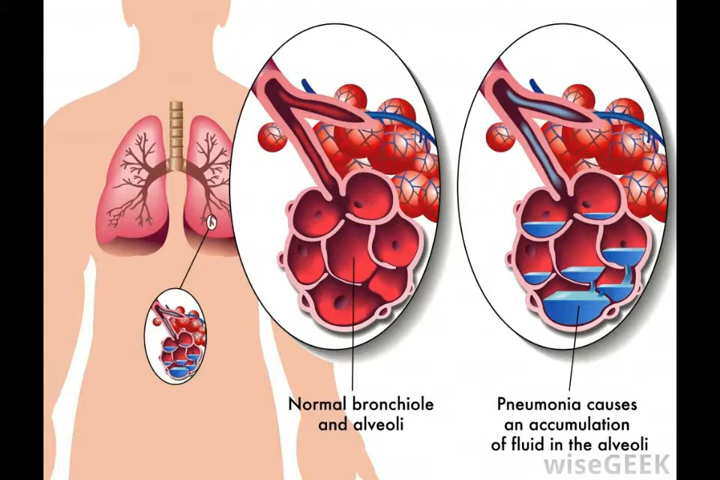 Normal bronchiole
and alveoli
Pneumonia causes
an accumulation
of fluid in the alveoli
wiseGEEK